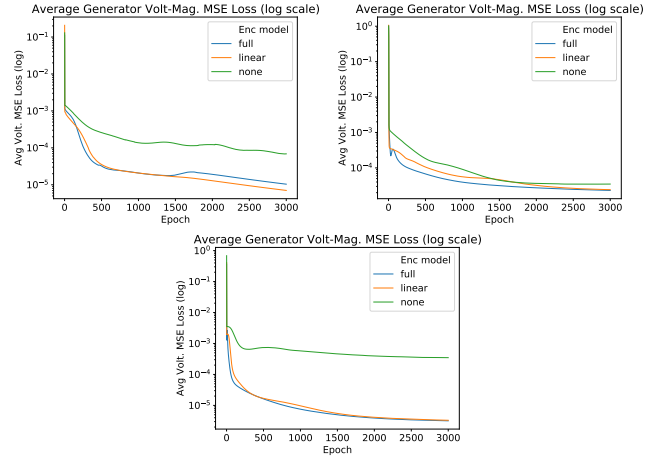 Average Generator Volt-Mag. MSE Loss (log scale)
Avg Volt. MSE Loss (log)
10⁻¹
10⁻²
10⁻³
10⁻⁴
10⁻⁵
Enc model
full
linear
none
0 500 1000 1500 2000 2500 3000
Epoch
Average Generator Volt-Mag. MSE Loss (log scale)
Avg Volt. MSE Loss (log)
10⁰
10⁻¹
10⁻²
10⁻³
10⁻⁴
Enc model
full
linear
none
0 500 1000 1500 2000 2500 3000
Epoch
Average Generator Volt-Mag. MSE Loss (log scale)
Avg Volt. MSE Loss (log)
10⁰
10⁻¹
10⁻²
10⁻³
10⁻⁴
10⁻⁵
Enc model
full
linear
none
0 500 1000 1500 2000 2500 3000
Epoch